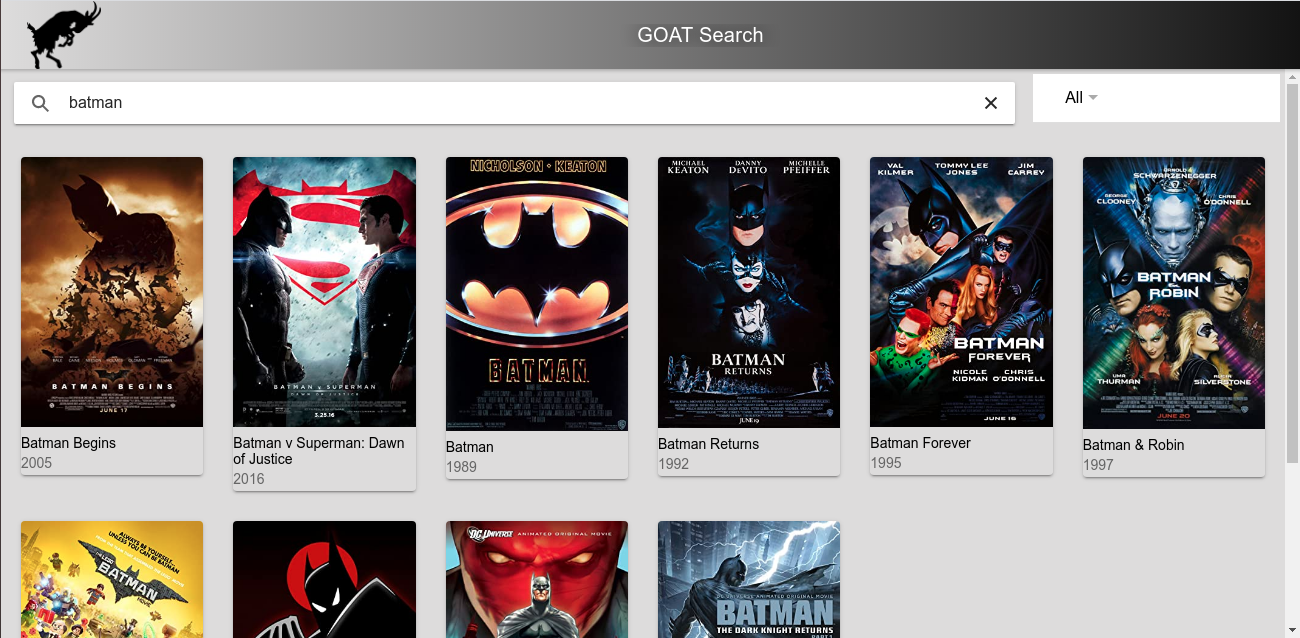 GOAT Search
batman
All
BATMAN BEGINS
JUNE 17
Batman Begins
2005
BATMAN v SUPERMAN
DAWN OF JUSTICE
3.25.16
Batman v Superman: Dawn
of Justice
2016
NICHOLSON • KEATON
BATMAN
Batman
1989
MICHAEL KEATON
DANNY DEVITO
MICHELLE PFEIFFER
BATMAN
RETURNS
JUNE 19
Batman Returns
1992
VAL KILMER
TOMMY LEE JONES
JIM CARREY
BATMAN
FOREVER
NICOLE KIDMAN
CHRIS O'DONNELL
JUNE 16
Batman Forever
1995
ARNOLD
SCHWARZENEGGER
GEORGE CLOONEY
CHRIS O'DONNELL
BATMAN
& ROBIN
UMA THURMAN
ALICIA SILVERSTONE
JUNE 20
Batman & Robin
1997
ALWAYS BE YOURSELF...
UNLESS YOU CAN BE BATMAN
THE LEGO
BATMAN
MOVIE
DC UNIVERSE ANIMATED ORIGINAL MOVIE
DC UNIVERSE ANIMATED ORIGINAL MOVIE
BATMAN
THE DARK KNIGHT RETURNS
PART 1